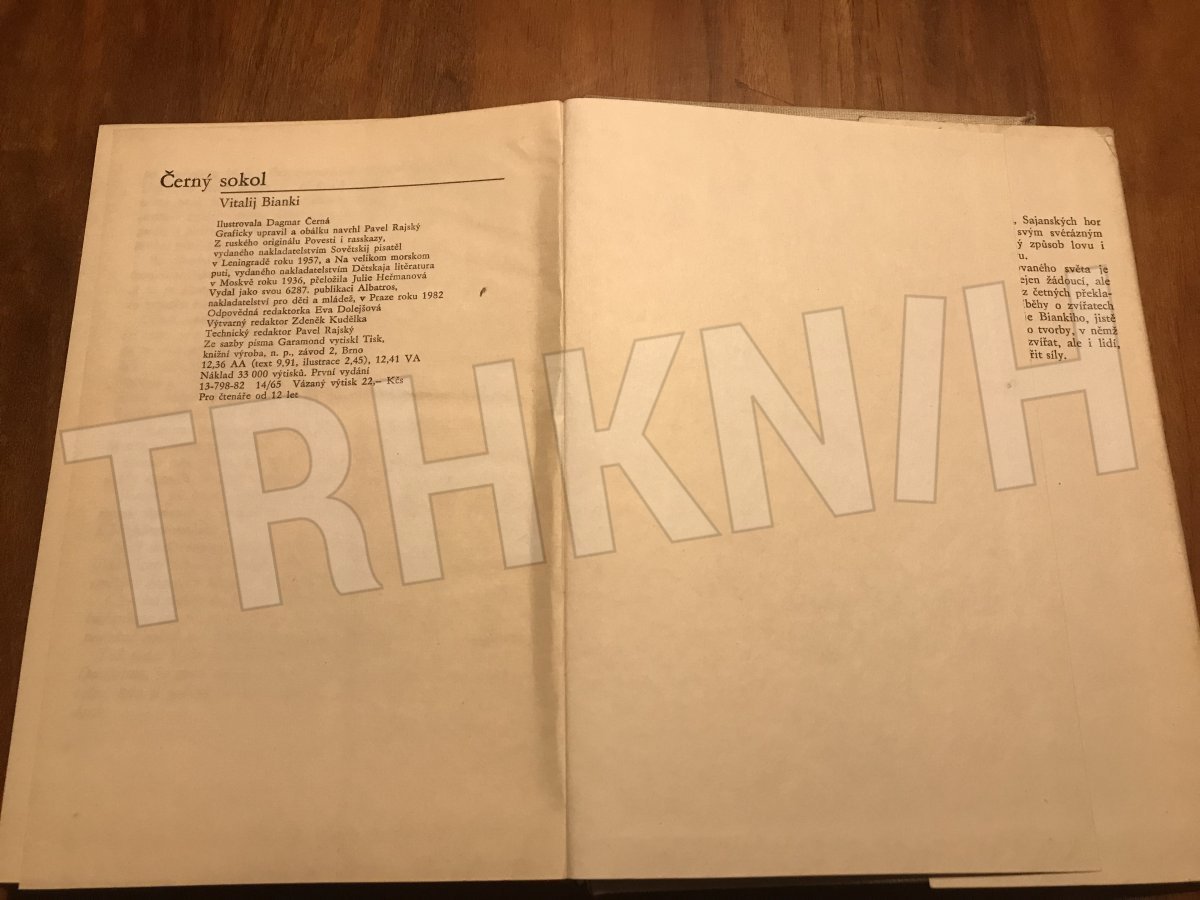 Černý sokol
Vitalij Bianki
Ilustrovala Dagmar Černá
Graficky upravil a obálku navrhl Pavel Rajský
Z ruského originálu Povesti i rasskazy,
vydaného nakladatelstvím Sovětskij pisatěl
v Leningradě roku 1957, a Na velikom morskom
puti, vydaného nakladatelstvím Dětskaja litěratura
v Moskvě roku 1936, přeložila Julie Heřmanová
Vydal jako svou 6287. publikaci Albatros,
nakladatelství pro děti a mládež, v Praze roku 1982
Odpovědná redaktorka Eva Dolejšová
Výtvarný redaktor Zdeněk Kudělka
Technický redaktor Pavel Rajský
Ze sazby písma Garamond vytiskl Tisk,
knižní výroba, n. p., závod 2, Brno
12,36 AA (text 9,91, ilustrace 2,45), 12,41 VA
Náklad 33 000 výtisků. První vydání
13-798-82 14/65 Vázaný výtisk 22,– Kčs
Pro čtenáře od 12 let
, Sajanských hor
svým svérázným
ý způsob lovu i
u.
vaného světa je
ejen žádoucí, ale
z četných překla-
běhy o zvířatech
e Biankiho, jistě
o tvorby, v němž
zvířat, ale i lidí,
řit síly.
TRHKNIH